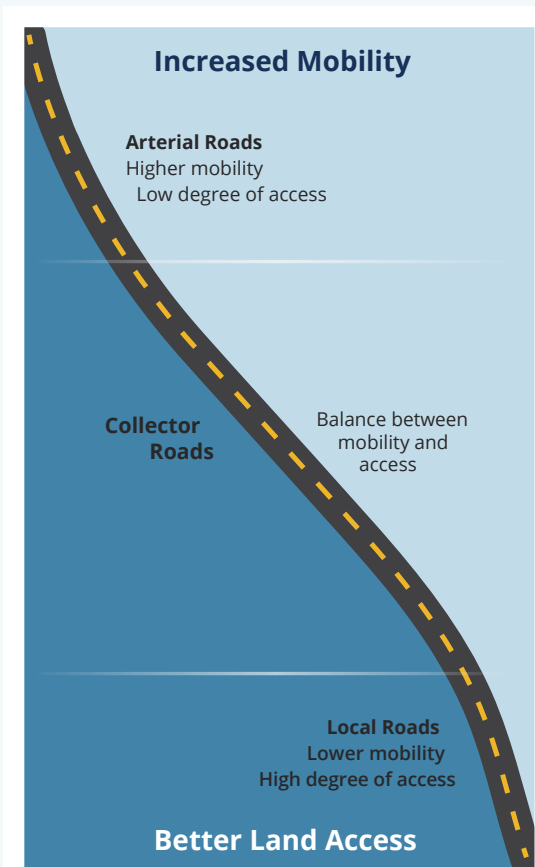 Increased Mobility
Arterial Roads
Higher mobility
Low degree of access
Collector
Roads
Balance between
mobility and
access
Local Roads
Lower mobility
High degree of access
Better Land Access